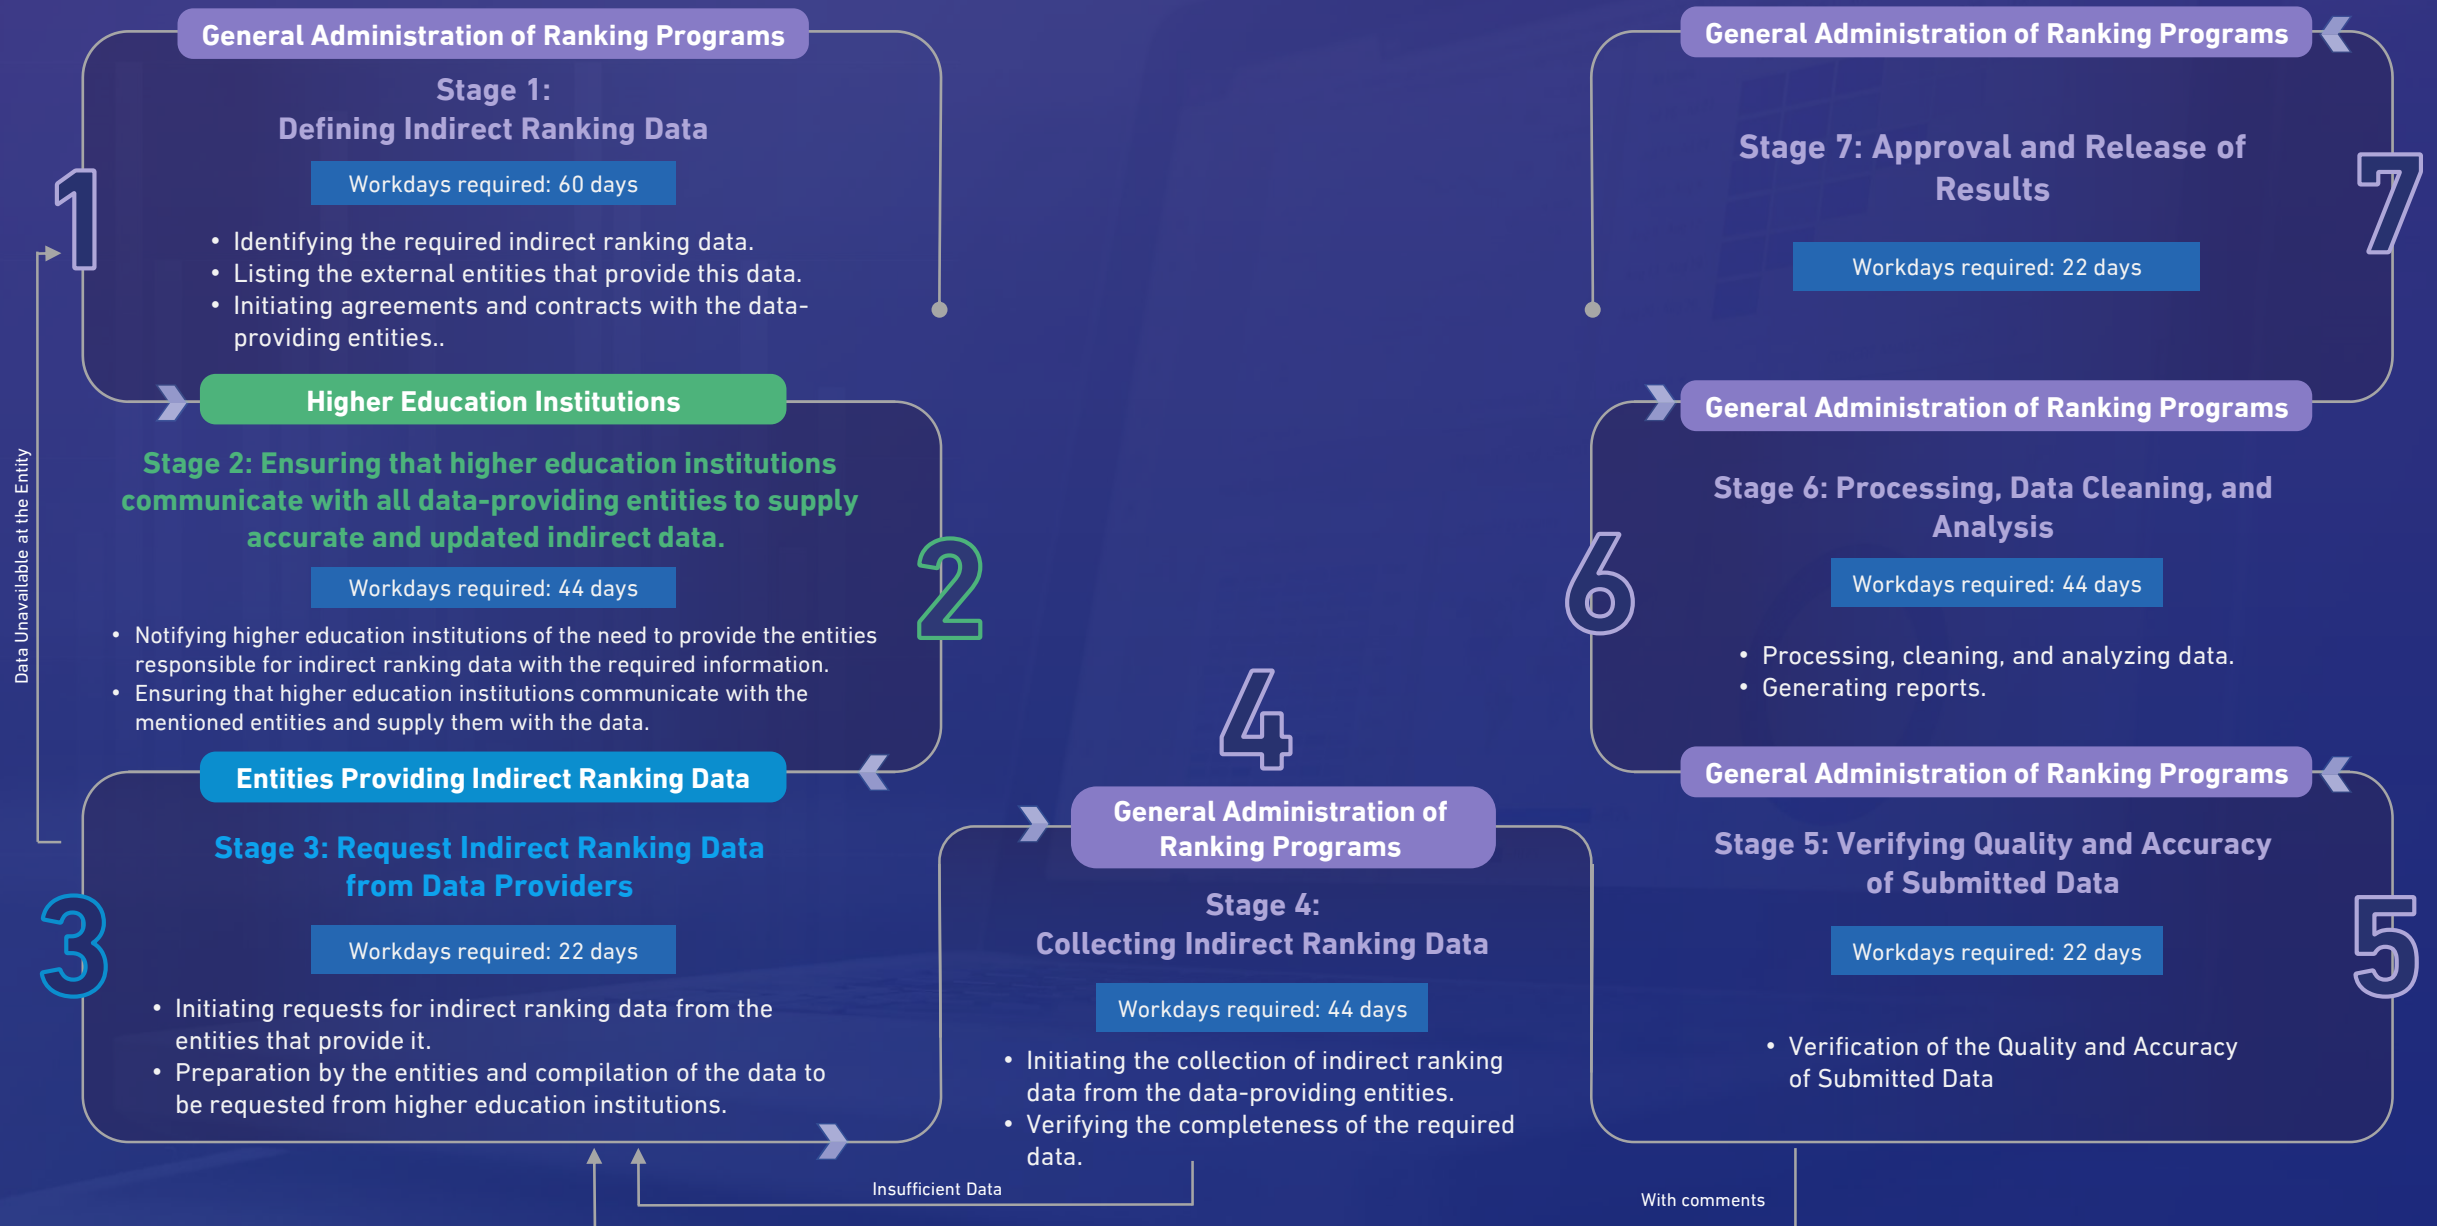 General Administration of Ranking Programs
Stage 1:
Defining Indirect Ranking Data
Workdays required: 60 days
1
• Identifying the required indirect ranking data.
• Listing the external entities that provide this data.
• Initiating agreements and contracts with the data-
providing entities..
Higher Education Institutions
Stage 2: Ensuring that higher education institutions
communicate with all data-providing entities to supply
accurate and updated indirect data.
Workdays required: 44 days
2
• Notifying higher education institutions of the need to provide the entities
responsible for indirect ranking data with the required information.
• Ensuring that higher education institutions communicate with the
mentioned entities and supply them with the data.
Data Unavailable at the Entity
Entities Providing Indirect Ranking Data
Stage 3: Request Indirect Ranking Data
from Data Providers
Workdays required: 22 days
3
• Initiating requests for indirect ranking data from the
entities that provide it.
• Preparation by the entities and compilation of the data to
be requested from higher education institutions.
4
General Administration of
Ranking Programs
Stage 4:
Collecting Indirect Ranking Data
Workdays required: 44 days
• Initiating the collection of indirect ranking
data from the data-providing entities.
• Verifying the completeness of the required
data.
Insufficient Data
General Administration of Ranking Programs
Stage 5: Verifying Quality and Accuracy
of Submitted Data
Workdays required: 22 days
5
• Verification of the Quality and Accuracy
of Submitted Data
With comments
General Administration of Ranking Programs
Stage 6: Processing, Data Cleaning, and
Analysis
Workdays required: 44 days
6
• Processing, cleaning, and analyzing data.
• Generating reports.
General Administration of Ranking Programs
Stage 7: Approval and Release of
Results
7
Workdays required: 22 days